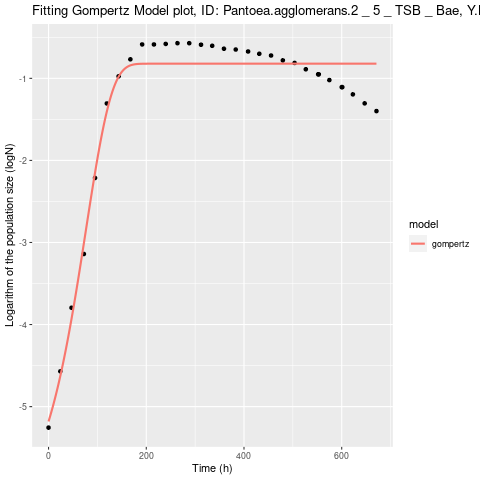 Fitting Gompertz Model plot, ID: Pantoea.agglomerans.2 _ 5 _ TSB _ Bae, Y.
Logarithm of the population size (logN)
-1
-2
-3
-4
-5
0 200 400 600
Time (h)
model
gompertz